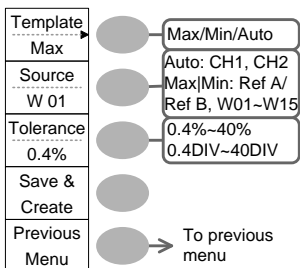 Template
Max
Max/Min/Auto
Source
W 01
Auto: CH1, CH2
Max|Min: Ref A/
Ref B, W01~W15
Tolerance
0.4%
0.4%~40%
0.4DIV~40DIV
Save &
Create
Previous
Menu
To previous
menu